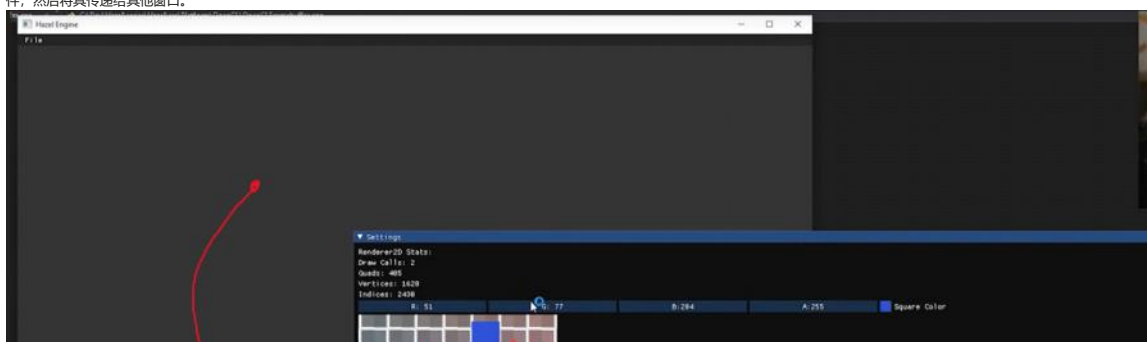 件，然后将其传递给其他窗口。
Hazel Engine
File
Settings
Renderer2D Stats:
Draw Calls: 2
Quads: 405
Vertices: 1620
Indices: 2430
R: 51 G: 77 B:204 A:255 Square Color